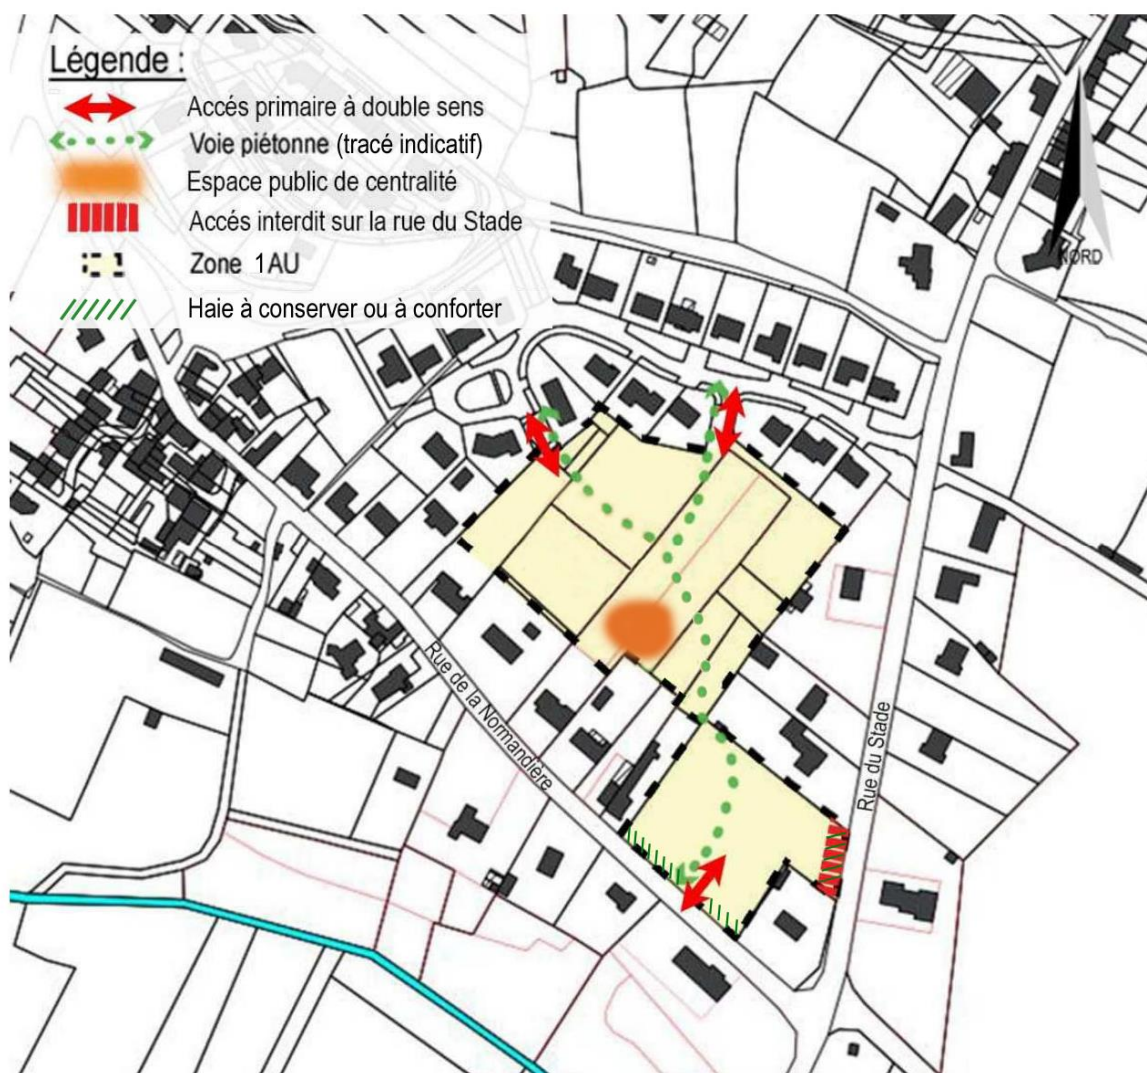 Légende :
Accés primaire à double sens
Voie piétonne (tracé indicatif)
Espace public de centralité
Accés interdit sur la rue du Stade
Zone 1AU
Haie à conserver ou à conforter
NORD
Rue de la Normandière
Rue du Stade